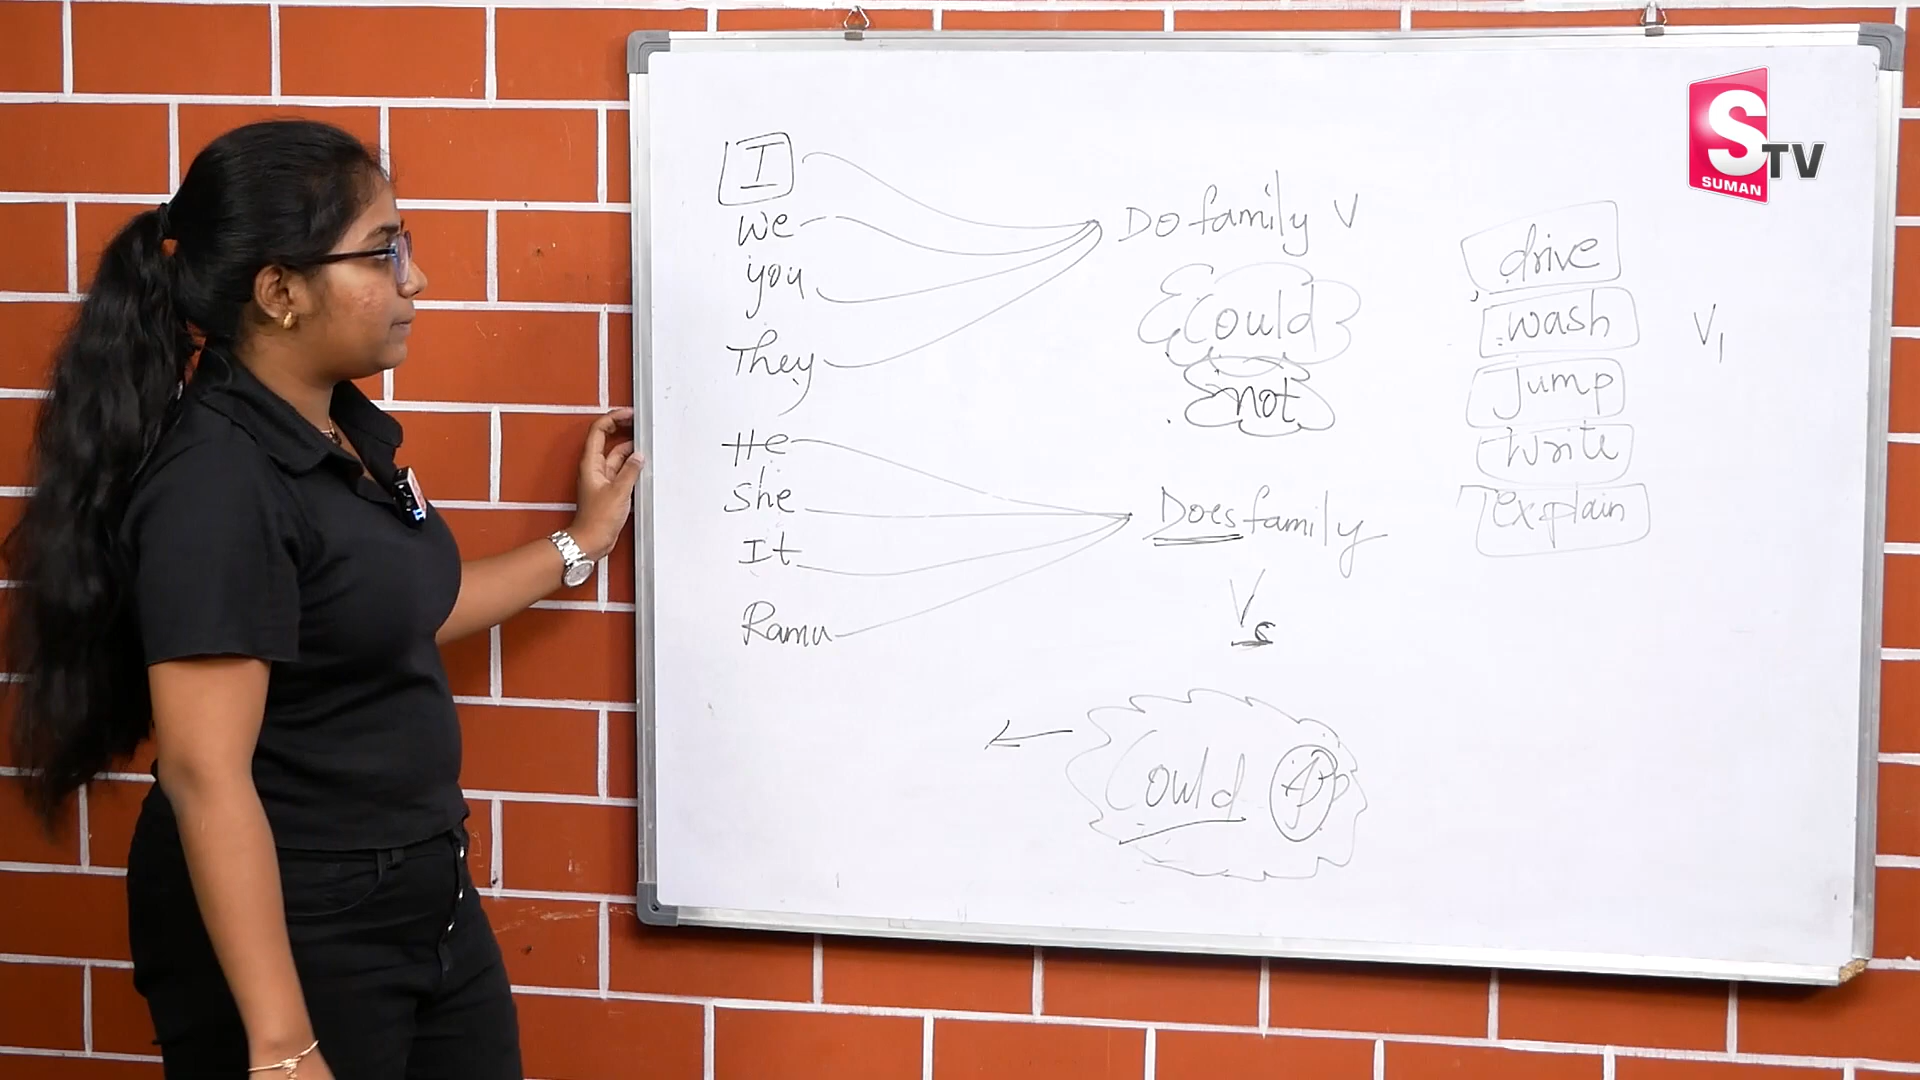 I
We
you
They
He
She
It
Ramu
Do family V
Could
not
Does family
Vs
Could
drive
wash
Jump
Write
explain
V1
S TV
SUMAN